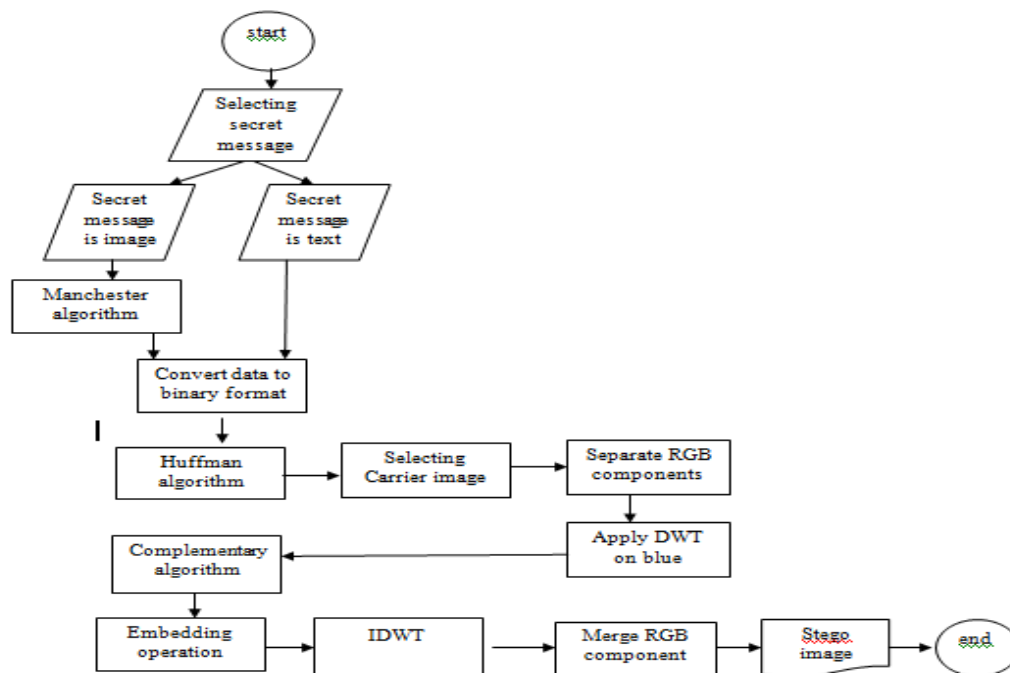 start
Selecting
secret
message
Secret
message
is image
Secret
message
is text
Manchester
algorithm
Convert data to
binary format
Huffman
algorithm
Selecting
Carrier image
Separate RGB
components
Apply DWT
on blue
Complementary
algorithm
Embedding
operation
IDWT
Merge RGB
component
Stego
image
end